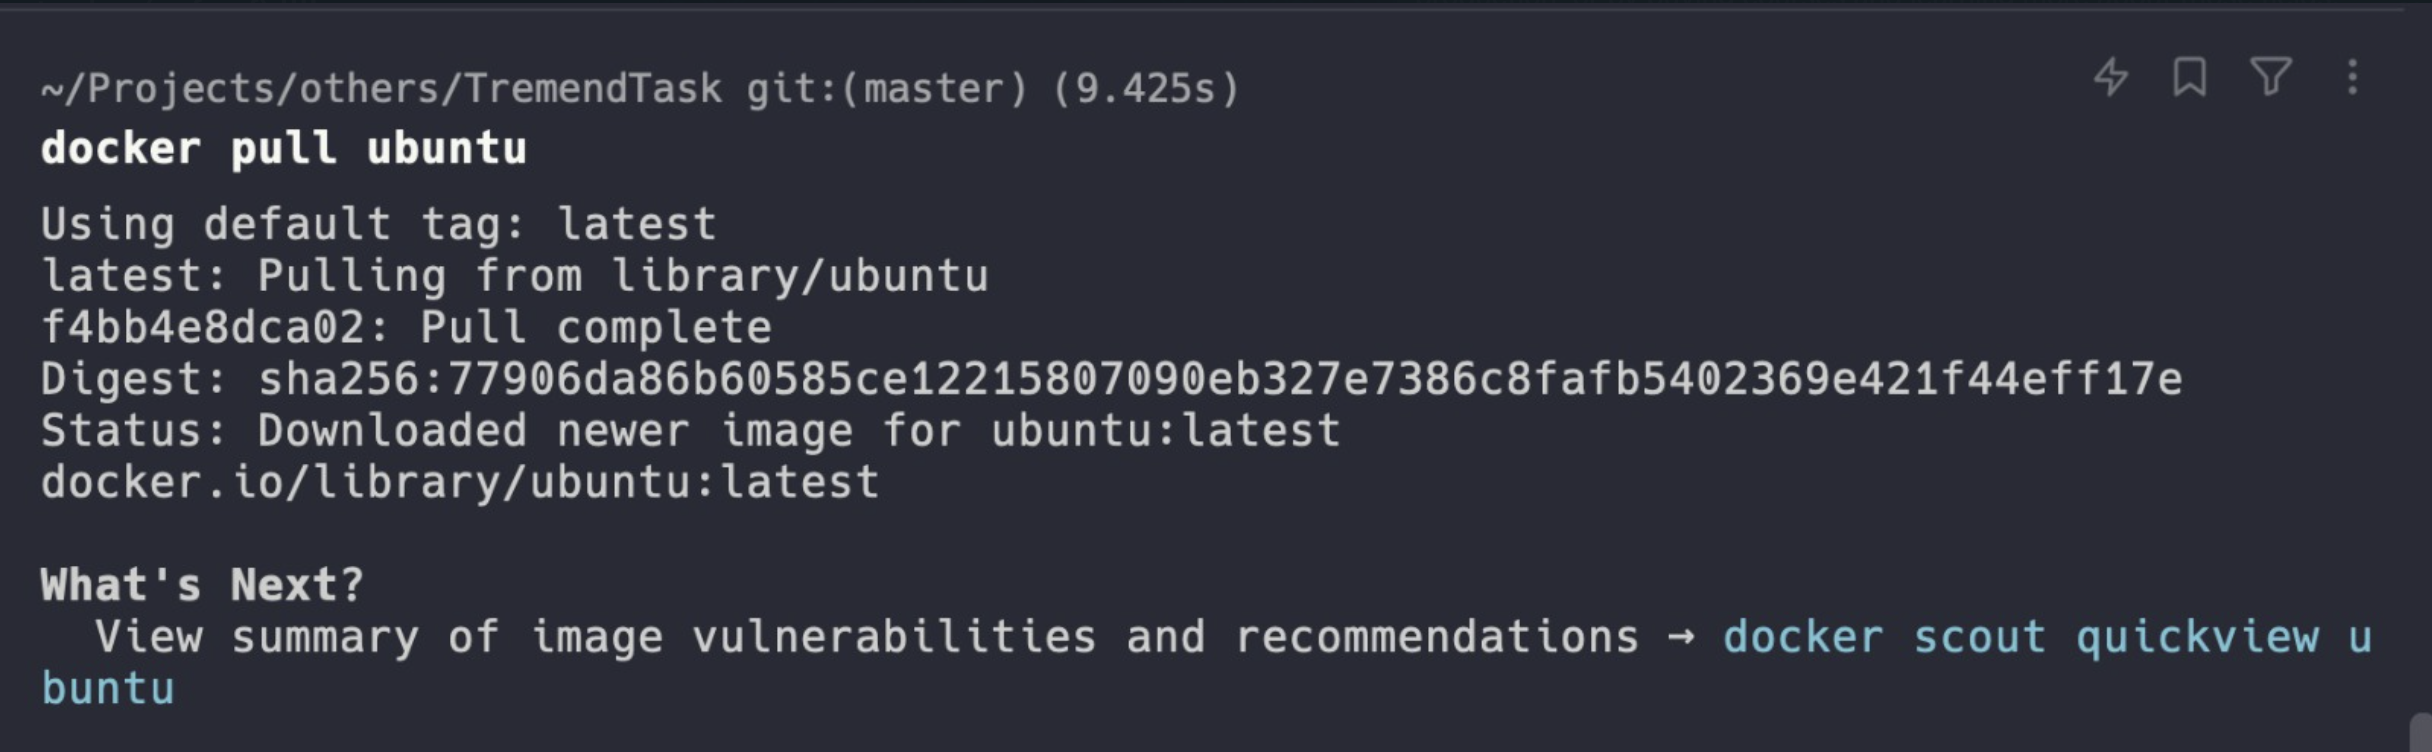 ~/Projects/others/TremendTask git:(master) (9.425s)
docker pull ubuntu
Using default tag: latest
latest: Pulling from library/ubuntu
f4bb4e8dca02: Pull complete
Digest: sha256:77906da86b60585ce12215807090eb327e7386c8fafb5402369e421f44eff17e
Status: Downloaded newer image for ubuntu:latest
docker.io/library/ubuntu:latest
What's Next?
View summary of image vulnerabilities and recommendations → docker scout quickview u
buntu